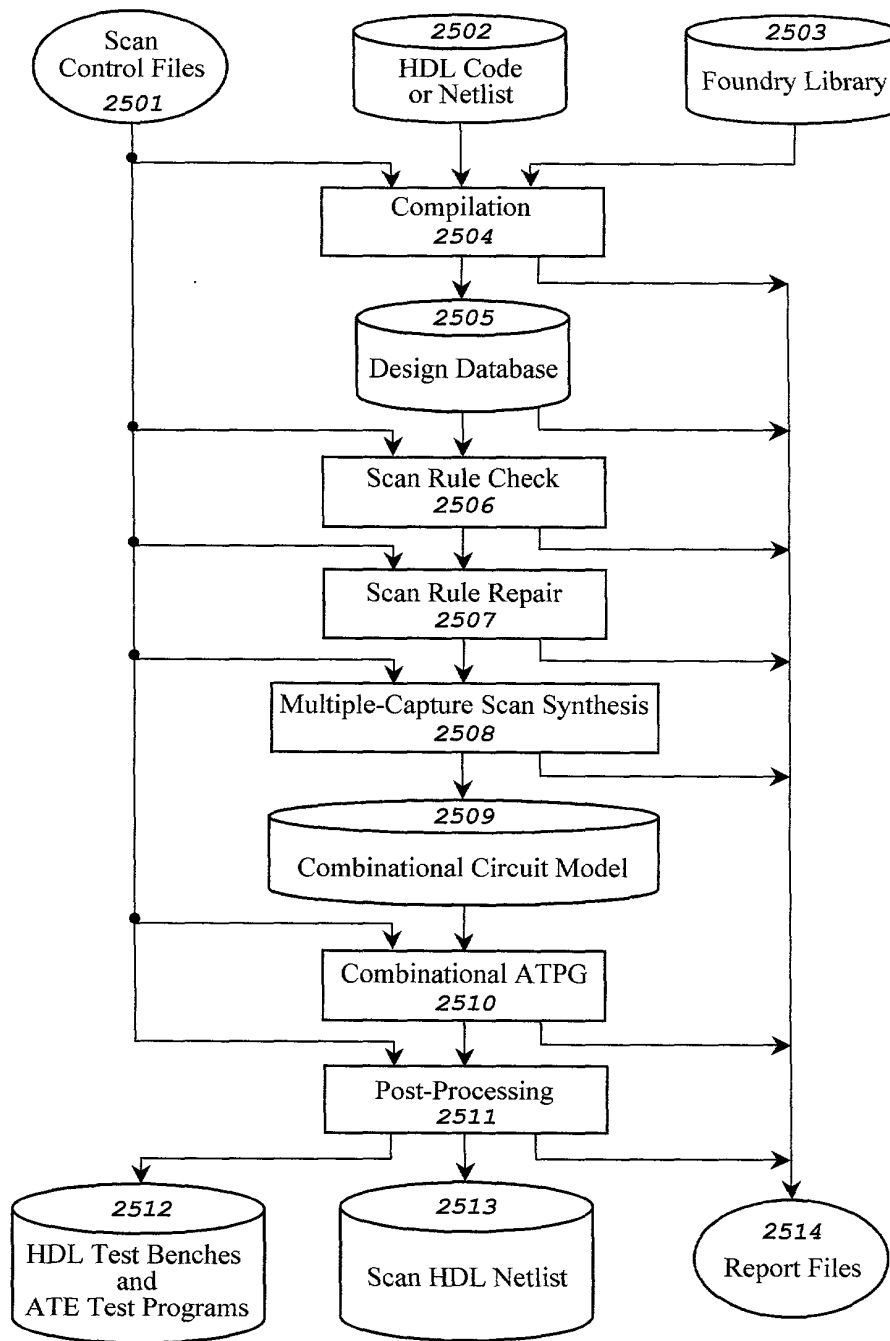 Scan
Control Files
2501
2502
HDL Code
or Netlist
2503
Foundry Library
Compilation
2504
2505
Design Database
Scan Rule Check
2506
Scan Rule Repair
2507
Multiple-Capture Scan Synthesis
2508
2509
Combinational Circuit Model
Combinational ATPG
2510
Post-Processing
2511
2512
HDL Test Benches
and
ATE Test Programs
2513
Scan HDL Netlist
2514
Report Files